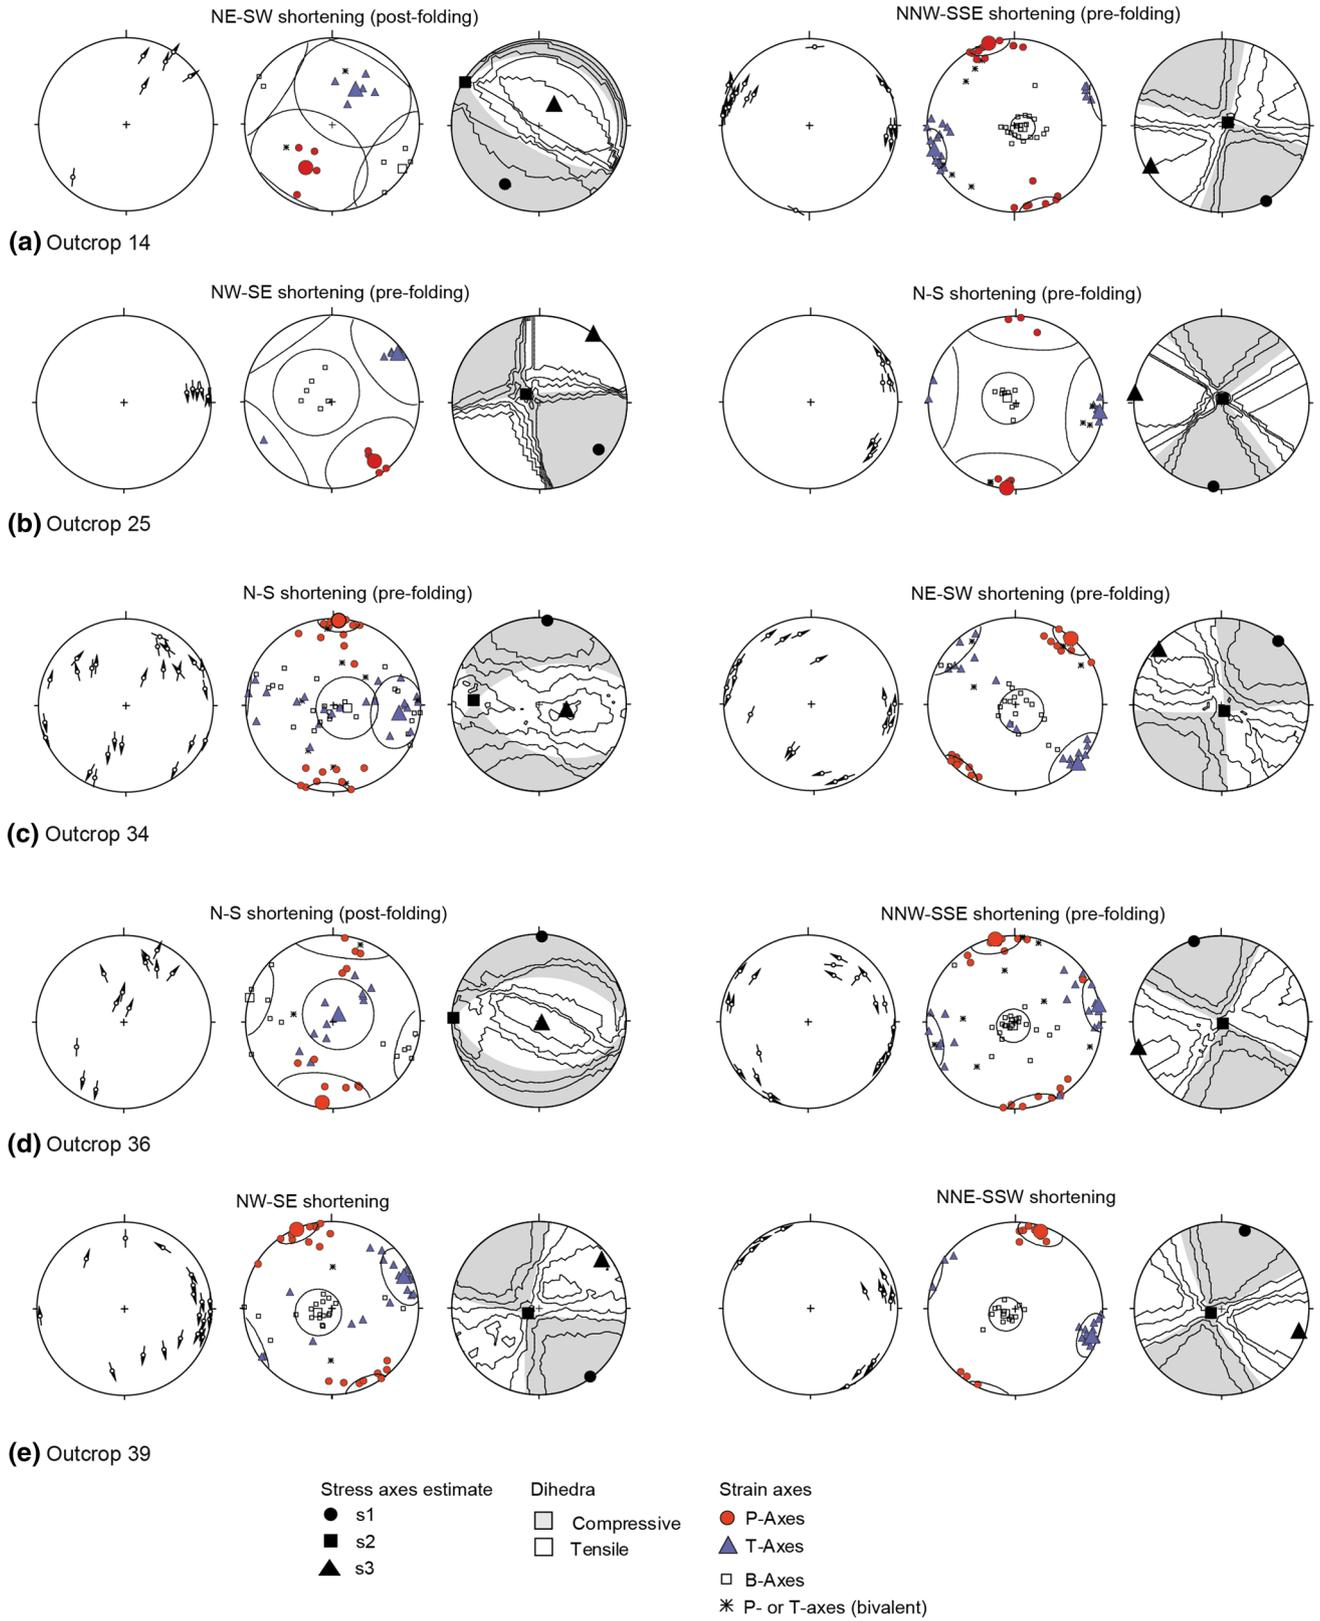 NE-SW shortening (post-folding)
NNW-SSE shortening (pre-folding)
(a) Outcrop 14
NW-SE shortening (pre-folding)
N-S shortening (pre-folding)
(b) Outcrop 25
N-S shortening (pre-folding)
NE-SW shortening (pre-folding)
(c) Outcrop 34
N-S shortening (post-folding)
NNW-SSE shortening (pre-folding)
(d) Outcrop 36
NW-SE shortening
NNE-SSW shortening
(e) Outcrop 39
Stress axes estimate
s1
s2
s3
Dihedra
Compressive
Tensile
Strain axes
P-Axes
T-Axes
B-Axes
P- or T-axes (bivalent)